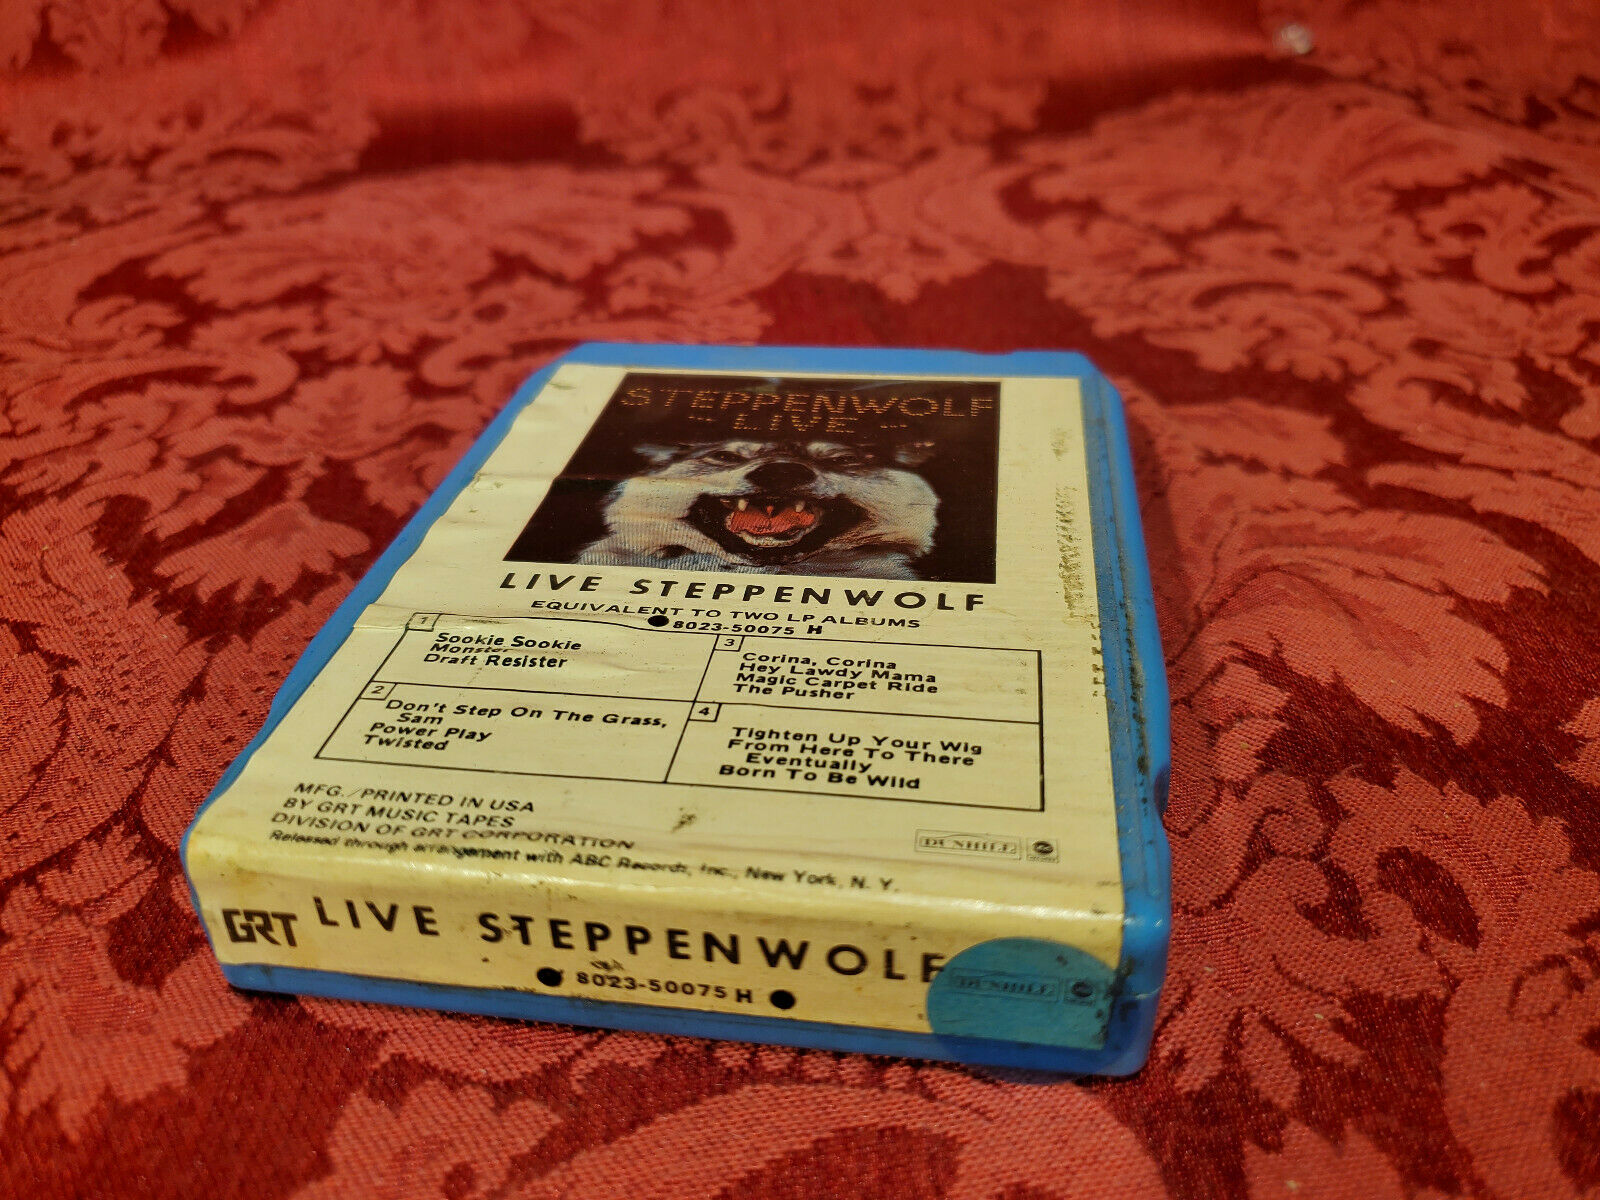 STEPPENWOLF
LIVE
LIVE STEPPENWOLF
EQUIVALENT TO TWO LP ALBUMS
8023-50075 H
1
Sookie Sookie
Monster
Draft Resister
2
Don't Step On The Grass,
Sam
Power Play
Twisted
3
Corina, Corina
Hey Lawdy Mama
Magic Carpet Ride
The Pusher
4
Tighten Up Your Wig
From Here To There
Eventually
Born To Be Wild
MFG./PRINTED IN USA
BY GRT MUSIC TAPES
DIVISION OF GRT CORPORATION
Released through arrangement with ABC Records, Inc., New York, N. Y.
DUNHILL
GRT LIVE STEPPENWOLF
8023-50075 H
DUNHILL